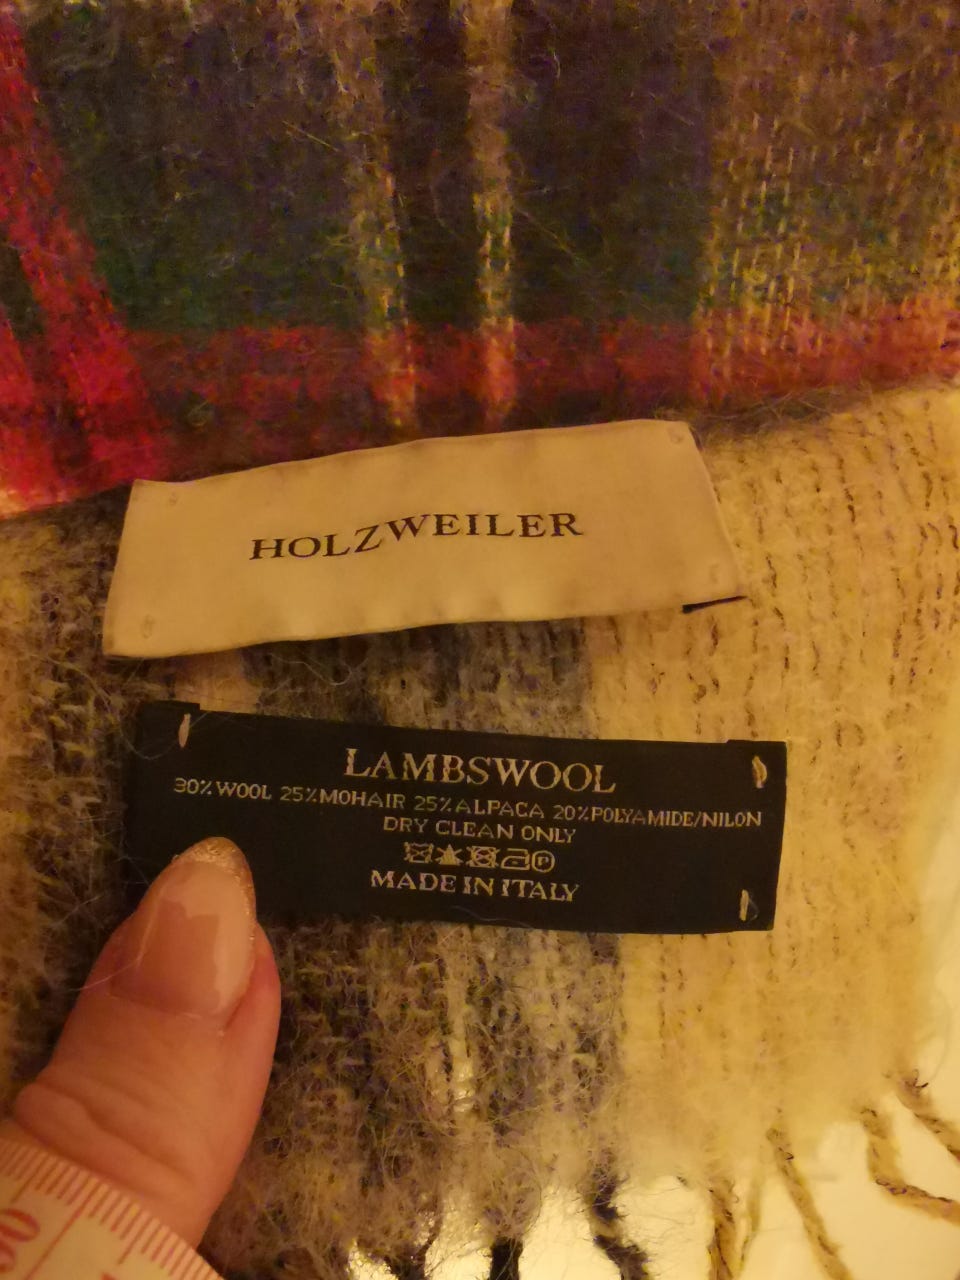 HOLZWEILER
LAMBSWOOL
30% WOOL 25% MOHAIR 25% ALPACA 20% POLYAMIDE/NILON
DRY CLEAN ONLY
P
MADE IN ITALY